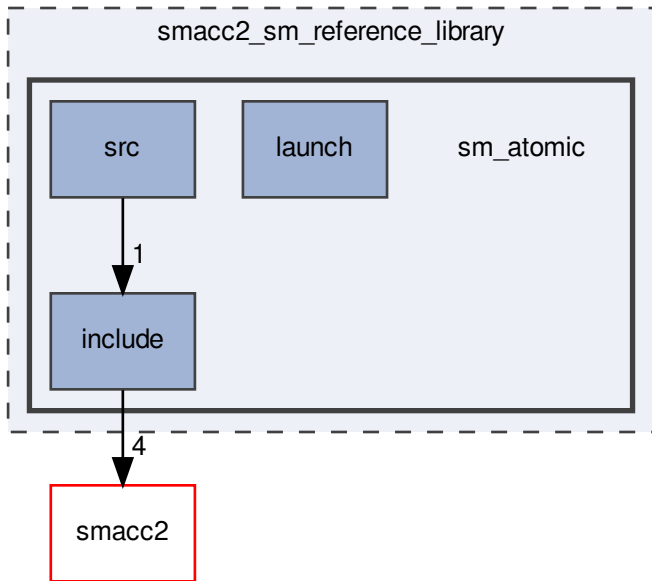 smacc2_sm_reference_library
src
launch
sm_atomic
1
include
4
smacc2